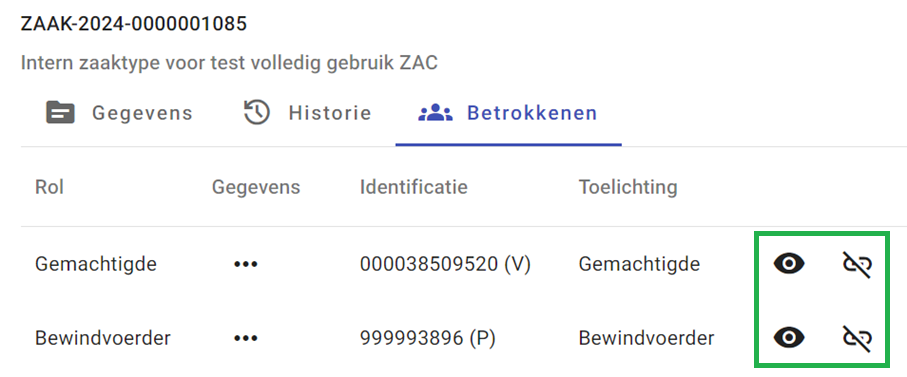 ZAAK-2024-0000001085
Intern zaaktype voor test volledig gebruik ZAC
Gegevens Historie Betrokkenen
Rol Gegevens Identificatie Toelichting
Gemachtigde ••• 000038509520 (V) Gemachtigde
Bewindvoerder ••• 999993896 (P) Bewindvoerder